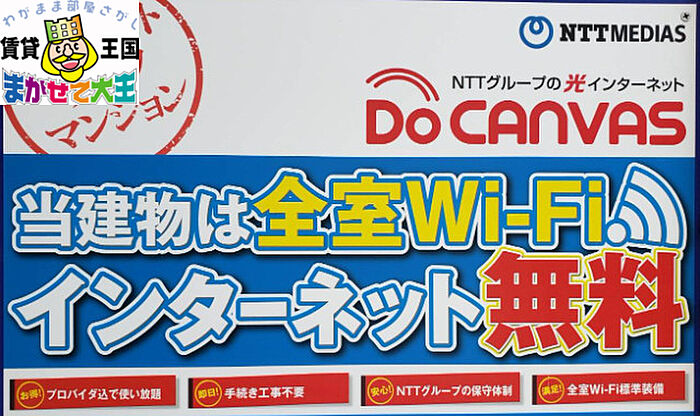 わがまま部屋さがし
賃貸王国
まかせて大王
マンション
NTTMEDIAS
NTTグループの光インターネット
DO CANVAS
当建物は全室Wi-Fi
インターネット無料
お得! プロバイダ込で使い放題
即日! 手続き工事不要
安心! NTTグループの保守体制
満足! 全室Wi-Fi標準装備